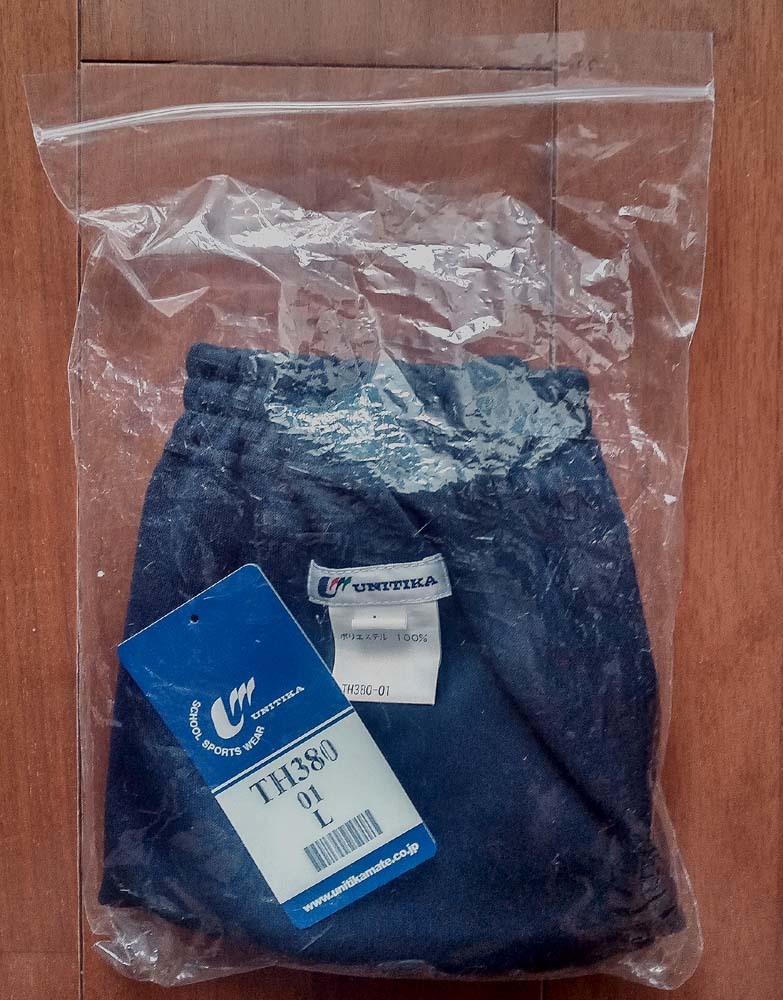 UNITIKA
ポリエステル 100%
TH380-01
UNITIKA
SCHOOL SPORTS WEAR
TH380
01
L
www.unitikamate.co.jp